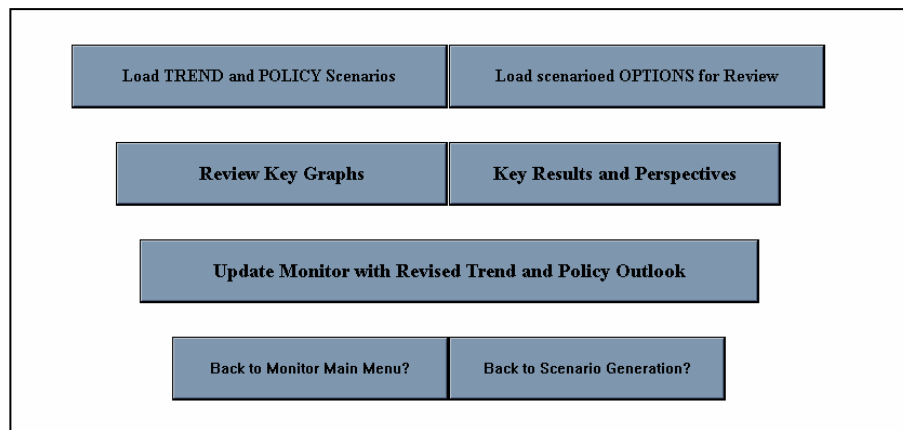 Load TREND and POLICY Scenarios
Load scenarioed OPTIONS for Review
Review Key Graphs
Key Results and Perspectives
Update Monitor with Revised Trend and Policy Outlook
Back to Monitor Main Menu?
Back to Scenario Generation?